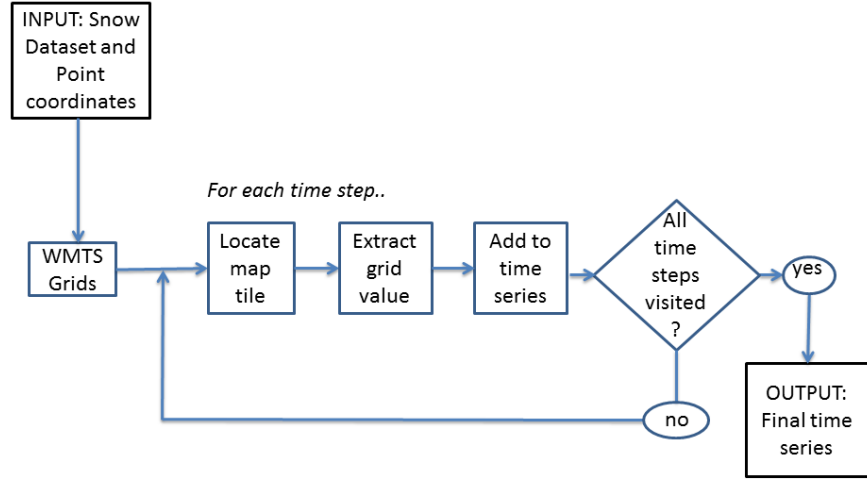 INPUT: Snow
Dataset and
Point
coordinates
For each time step..
WMTS
Grids
Locate
map
tile
Extract
grid
value
Add to
time
series
All
time
steps
visited
?
yes
no
OUTPUT:
Final time
series